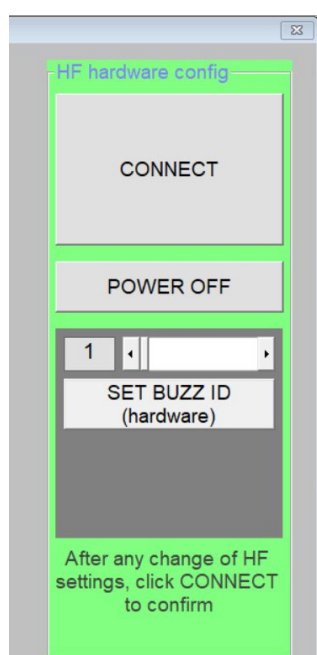 HF hardware config
CONNECT
POWER OFF
1
SET BUZZ ID
(hardware)
After any change of HF
settings, click CONNECT
to confirm